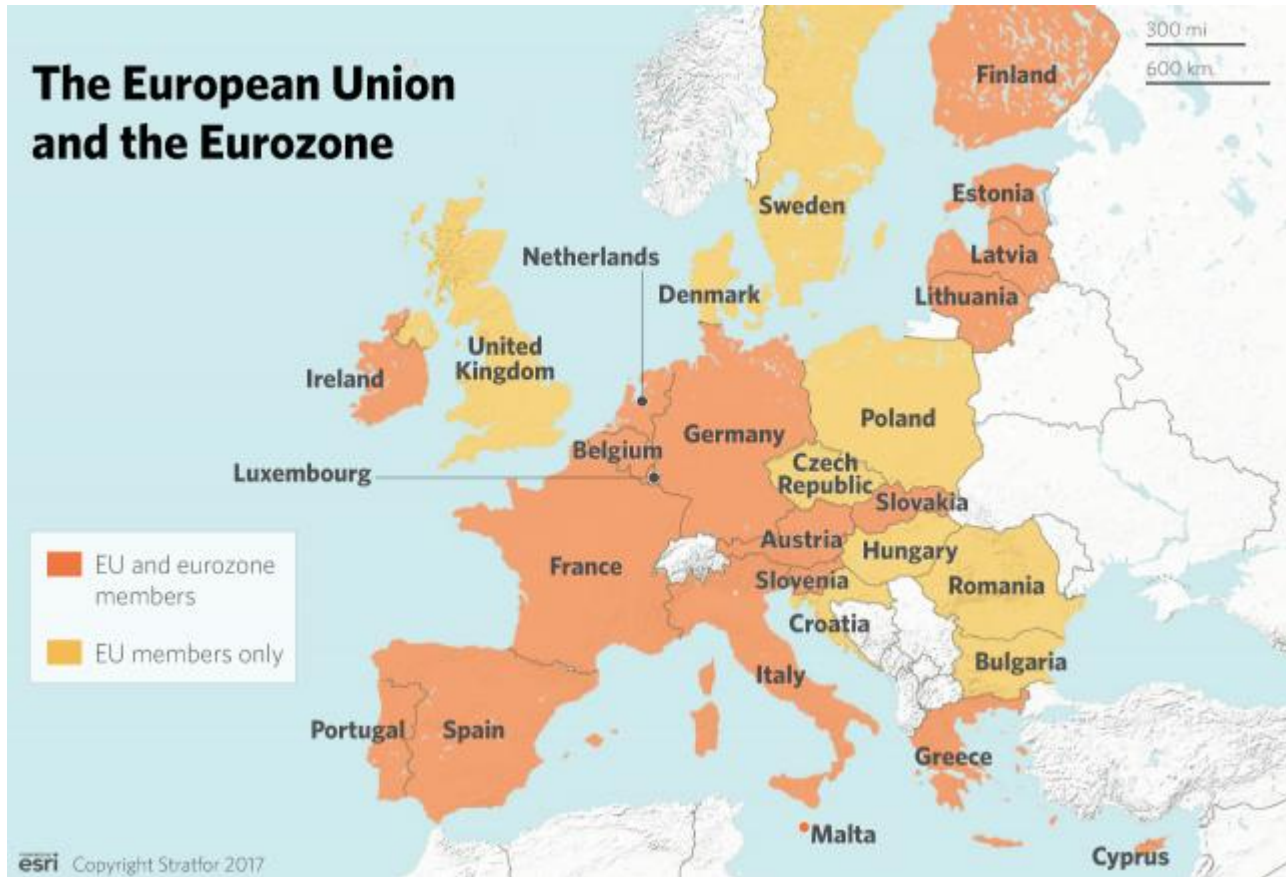 The European Union
and the Eurozone
300 mi
600 km
Finland
Sweden
Estonia
Latvia
Lithuania
Netherlands
Denmark
United
Kingdom
Ireland
Poland
Germany
Belgium
Luxembourg
Czech
Republic
Slovakia
Austria
Hungary
France
Slovenia
Romania
Croatia
Bulgaria
Italy
Portugal
Spain
Greece
Malta
Cyprus
EU and eurozone
members
EU members only
esri Copyright Stratfor 2017